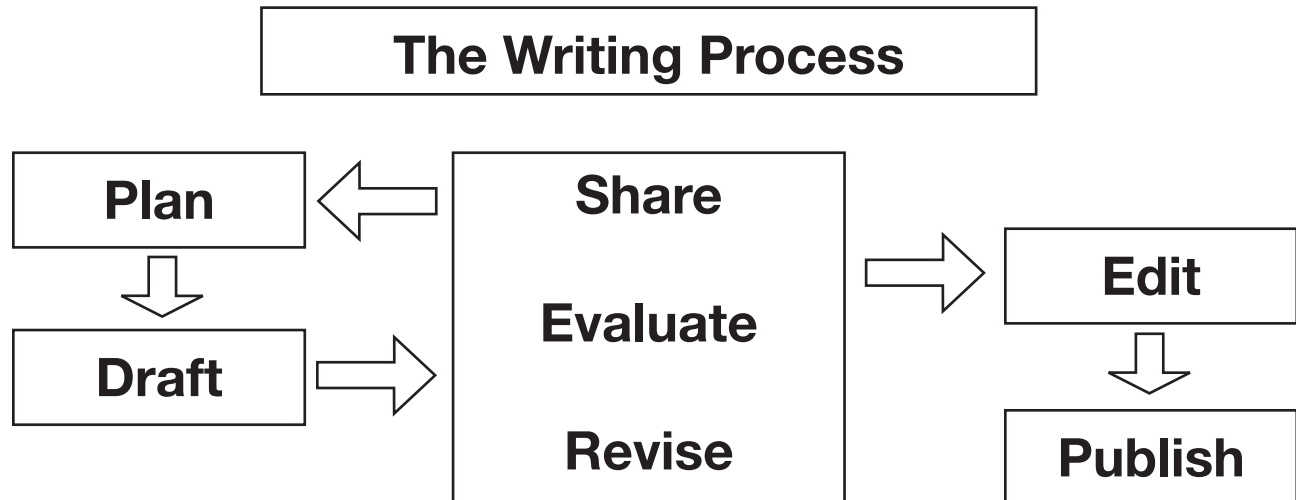 The Writing Process
Plan
Draft
Share
Evaluate
Revise
Edit
Publish